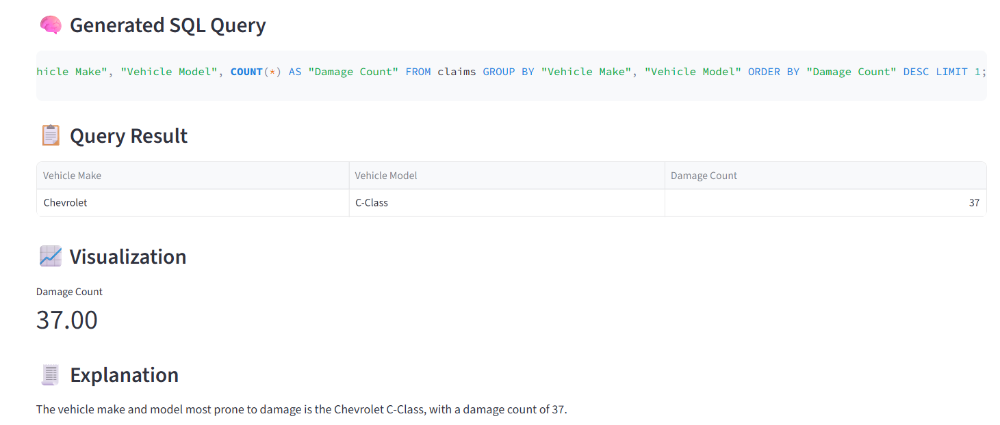 Generated SQL Query
hicle Make", "Vehicle Model", COUNT(*) AS "Damage Count" FROM claims GROUP BY "Vehicle Make", "Vehicle Model" ORDER BY "Damage Count" DESC LIMIT 1;
Query Result
Vehicle Make Vehicle Model Damage Count
Chevrolet C-Class 37
Visualization
Damage Count
37.00
Explanation
The vehicle make and model most prone to damage is the Chevrolet C-Class, with a damage count of 37.